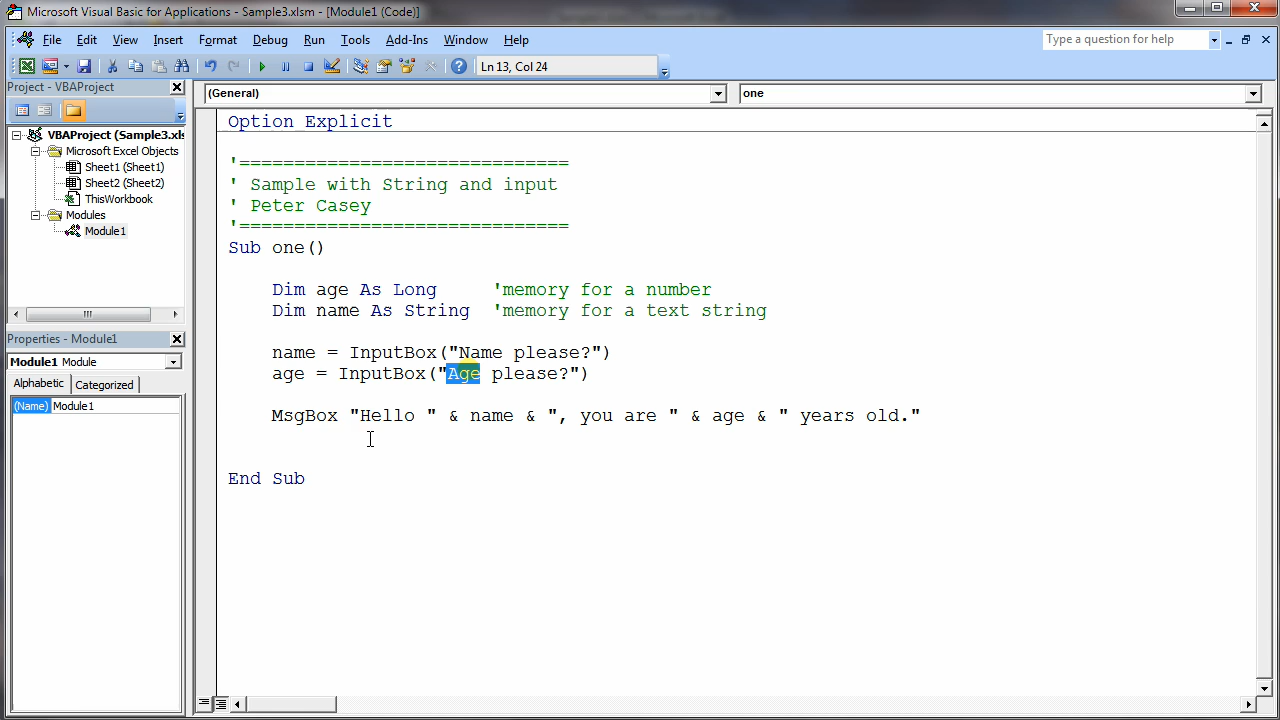 Microsoft Visual Basic for Applications - Sample3.xlsm - [Module1 (Code)]
File Edit View Insert Format Debug Run Tools Add-Ins Window Help
Type a question for help
Ln 13, Col 24
Project - VBAProject
(General)
one
VBAProject (Sample3.xls
Microsoft Excel Objects
Sheet1 (Sheet1)
Sheet2 (Sheet2)
ThisWorkbook
Modules
Module1
Properties - Module1
Module1 Module
Alphabetic Categorized
(Name) Module1
Option Explicit
'==============================
' Sample with String and input
' Peter Casey
'==============================
Sub one()
Dim age As Long 'memory for a number
Dim name As String 'memory for a text string
name = InputBox("Name please?")
age = InputBox("Age please?")
MsgBox "Hello " & name & ", you are " & age & " years old."
End Sub